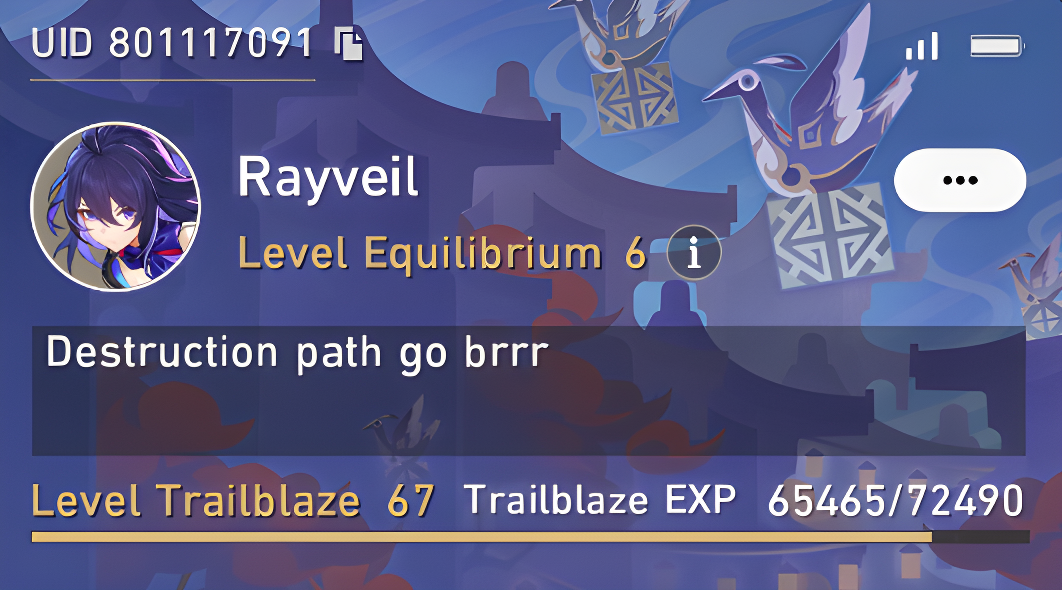 UID 801117091
Rayveil
Level Equilibrium 6
Destruction path go brrr
Level Trailblaze 67 Trailblaze EXP 65465/72490